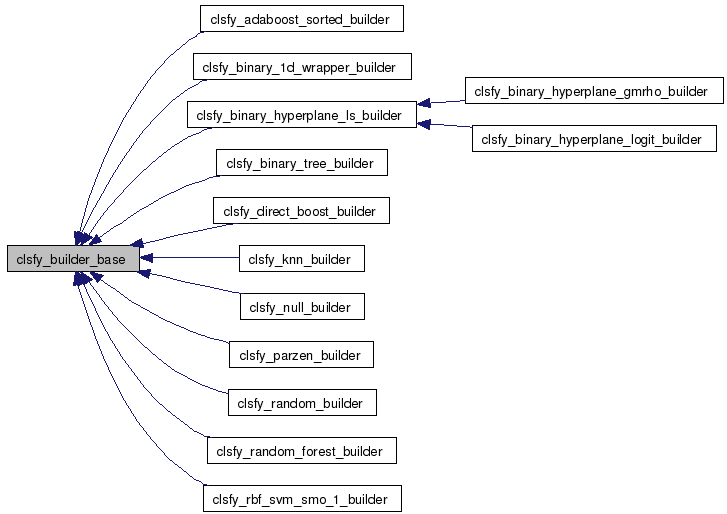 clsfy_adaboost_sorted_builder
clsfy_binary_1d_wrapper_builder
clsfy_binary_hyperplane_gmrho_builder
clsfy_binary_hyperplane_ls_builder
clsfy_binary_hyperplane_logit_builder
clsfy_binary_tree_builder
clsfy_direct_boost_builder
clsfy_builder_base
clsfy_knn_builder
clsfy_null_builder
clsfy_parzen_builder
clsfy_random_builder
clsfy_random_forest_builder
clsfy_rbf_svm_smo_1_builder